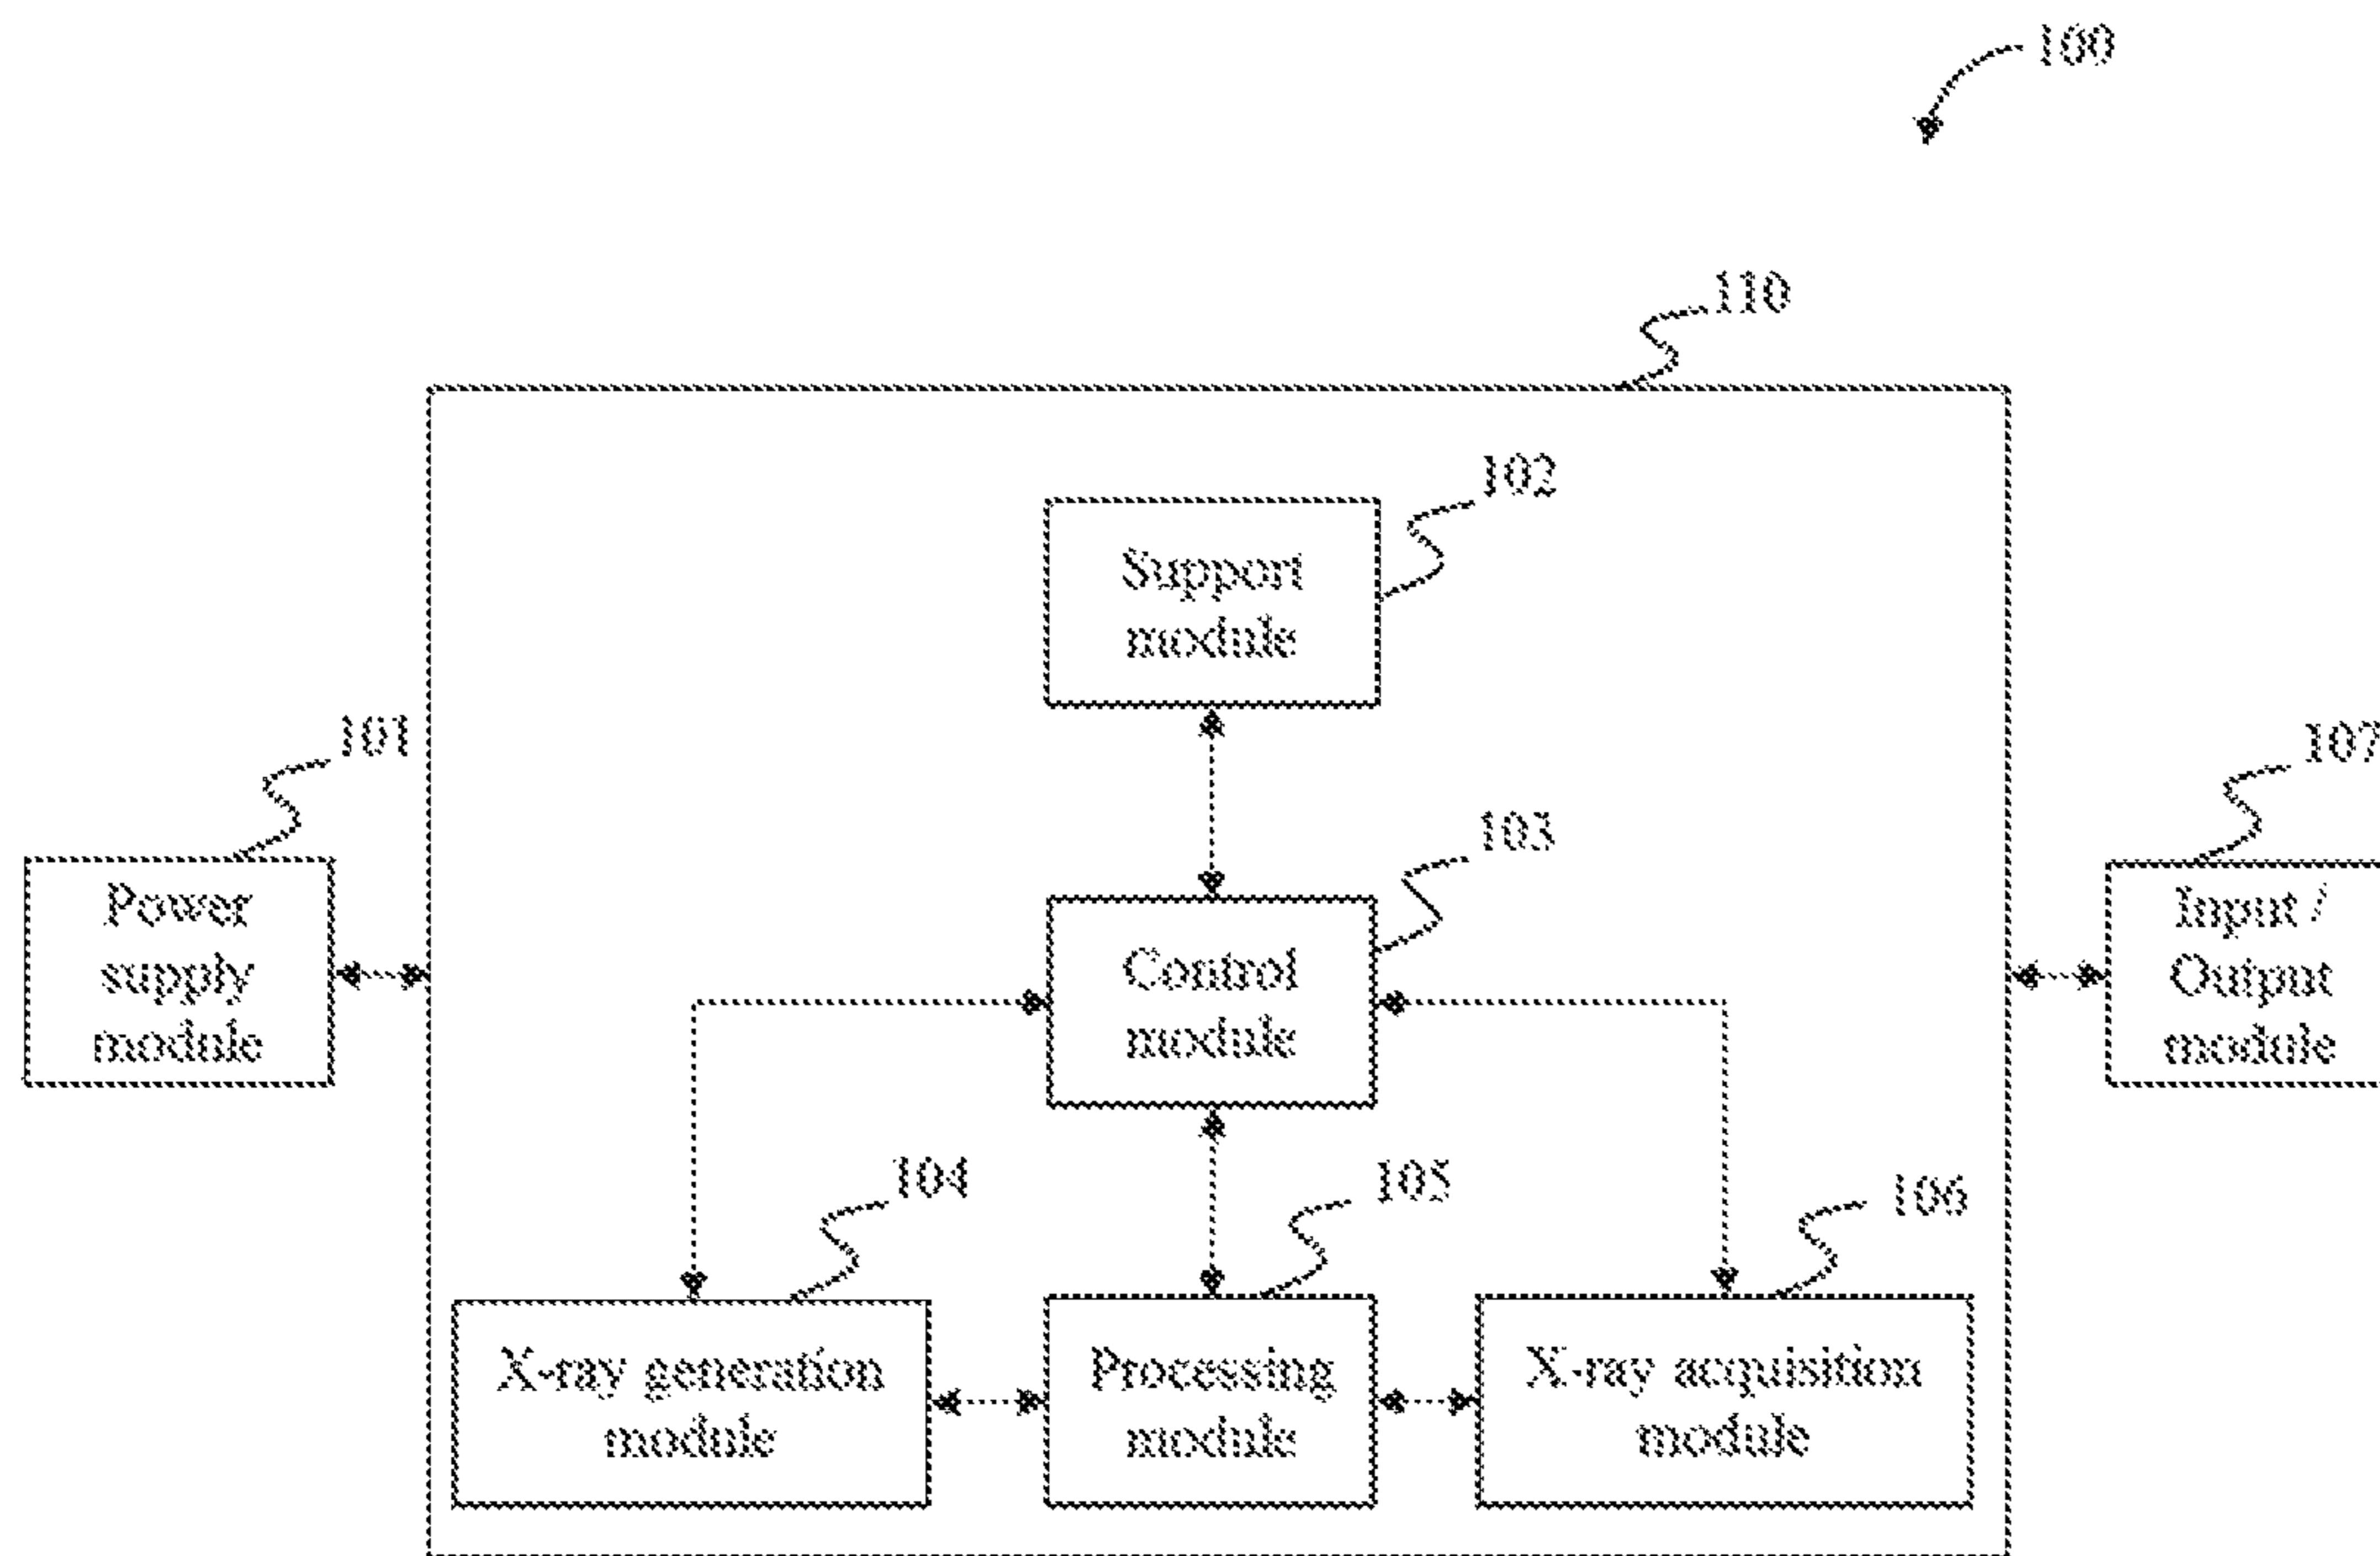 100
110
102
Support
module
101
107
103
Power
supply
module
Control
module
Input /
Output
module
104
105
106
X-ray generation
module
Processing
module
X-ray acquisition
module